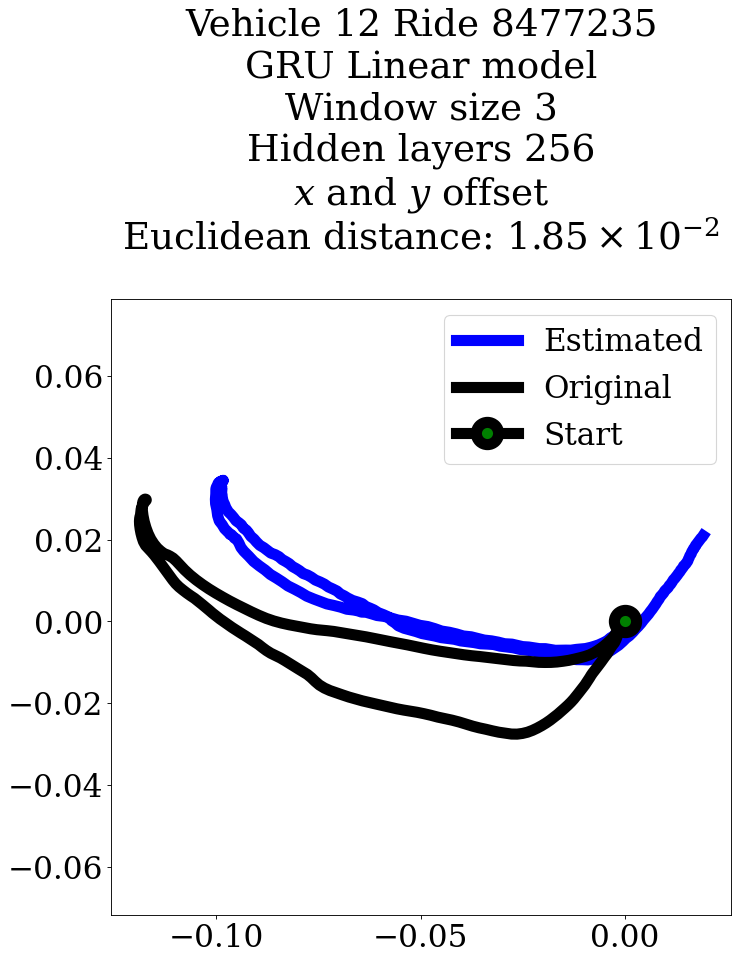 Vehicle 12 Ride 8477235
GRU Linear model
Window size 3
Hidden layers 256
x and y offset
Euclidean distance: 1.85 × 10⁻²
Estimated
Original
Start
0.06
0.04
0.02
0.00
−0.02
−0.04
−0.06
−0.10
−0.05
0.00